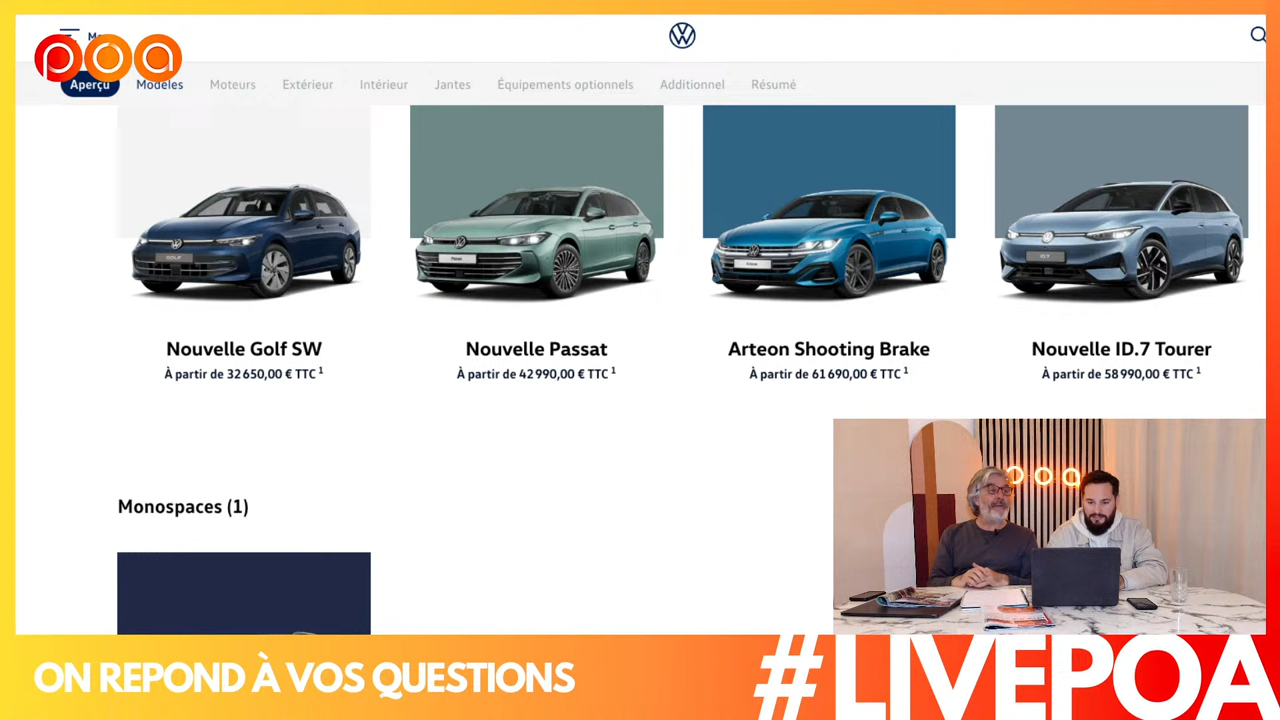 poa
Aperçu Modèles Moteurs Extérieur Intérieur Jantes Équipements optionnels Additionnel Résumé
Nouvelle Golf SW
À partir de 32 650,00 € TTC 1
Nouvelle Passat
À partir de 42 990,00 € TTC 1
Arteon Shooting Brake
À partir de 61 690,00 € TTC 1
Nouvelle ID.7 Tourer
À partir de 58 990,00 € TTC 1
Monospaces (1)
poa
ON REPOND À VOS QUESTIONS
#LIVEPOA